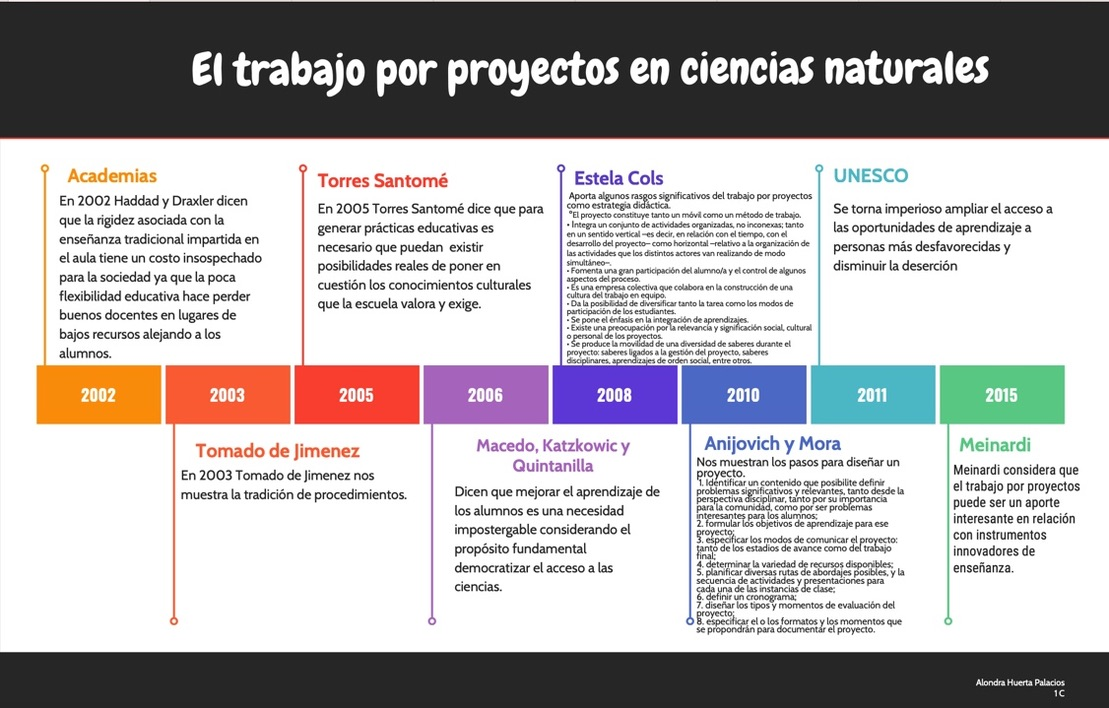 El trabajo por proyectos en ciencias naturales
Academias
En 2002 Haddad y Draxler dicen
que la rigidez asociada con la
enseñanza tradicional impartida en
el aula tiene un costo insospechado
para la sociedad ya que la poca
flexibilidad educativa hace perder
buenos docentes en lugares de
bajos recursos alejando a los
alumnos.
Torres Santomé
En 2005 Torres Santomé dice que para
generar prácticas educativas es
necesario que puedan existir
posibilidades reales de poner en
cuestión los conocimientos culturales
que la escuela valora y exige.
Estela Cols
Aporta algunos rasgos significativos del trabajo por proyectos
como estrategia didáctica.
°El proyecto constituye tanto un móvil como un método de trabajo.
• Integra un conjunto de actividades organizadas, no inconexas; tanto
en un sentido vertical –es decir, en relación con el tiempo, con el
desarrollo del proyecto– como horizontal –relativo a la organización de
las actividades que los distintos actores van realizando de modo
simultáneo–.
• Fomenta una gran participación del alumno/a y el control de algunos
aspectos del proceso.
• Es una empresa colectiva que colabora en la construcción de una
cultura del trabajo en equipo.
• Da la posibilidad de diversificar tanto la tarea como los modos de
participación de los estudiantes.
• Se pone el énfasis en la integración de aprendizajes.
• Existe una preocupación por la relevancia y significación social, cultural
o personal de los proyectos.
• Se produce la movilidad de una diversidad de saberes durante el
proyecto: saberes ligados a la gestión del proyecto, saberes
disciplinares, aprendizajes de orden social, entre otros.
UNESCO
Se torna imperioso ampliar el acceso a
las oportunidades de aprendizaje a
personas más desfavorecidas y
disminuir la deserción
2002
2003
2005
2006
2008
2010
2011
2015
Tomado de Jimenez
En 2003 Tomado de Jimenez nos
muestra la tradición de procedimientos.
Macedo, Katzkowic y
Quintanilla
Dicen que mejorar el aprendizaje de
los alumnos es una necesidad
impostergable considerando el
propósito fundamental
democratizar el acceso a las
ciencias.
Anijovich y Mora
Nos muestran los pasos para diseñar un
proyecto.
1. Identificar un contenido que posibilite definir
problemas significativos y relevantes, tanto desde la
perspectiva disciplinar, tanto por su importancia
para la comunidad, como por ser problemas
interesantes para los alumnos;
2. formular los objetivos de aprendizaje para ese
proyecto;
3. especificar los modos de comunicar el proyecto:
tanto de los estadios de avance como del trabajo
final;
4. determinar la variedad de recursos disponibles;
5. planificar diversas rutas de abordajes posibles, y la
secuencia de actividades y presentaciones para
cada una de las instancias de clase;
6. definir un cronograma;
7. diseñar los tipos y momentos de evaluación del
proyecto;
8. especificar el o los formatos y los momentos que
se propondrán para documentar el proyecto.
Meinardi
Meinardi considera que
el trabajo por proyectos
puede ser un aporte
interesante en relación
con instrumentos
innovadores de
enseñanza.
Alondra Huerta Palacios
1 C